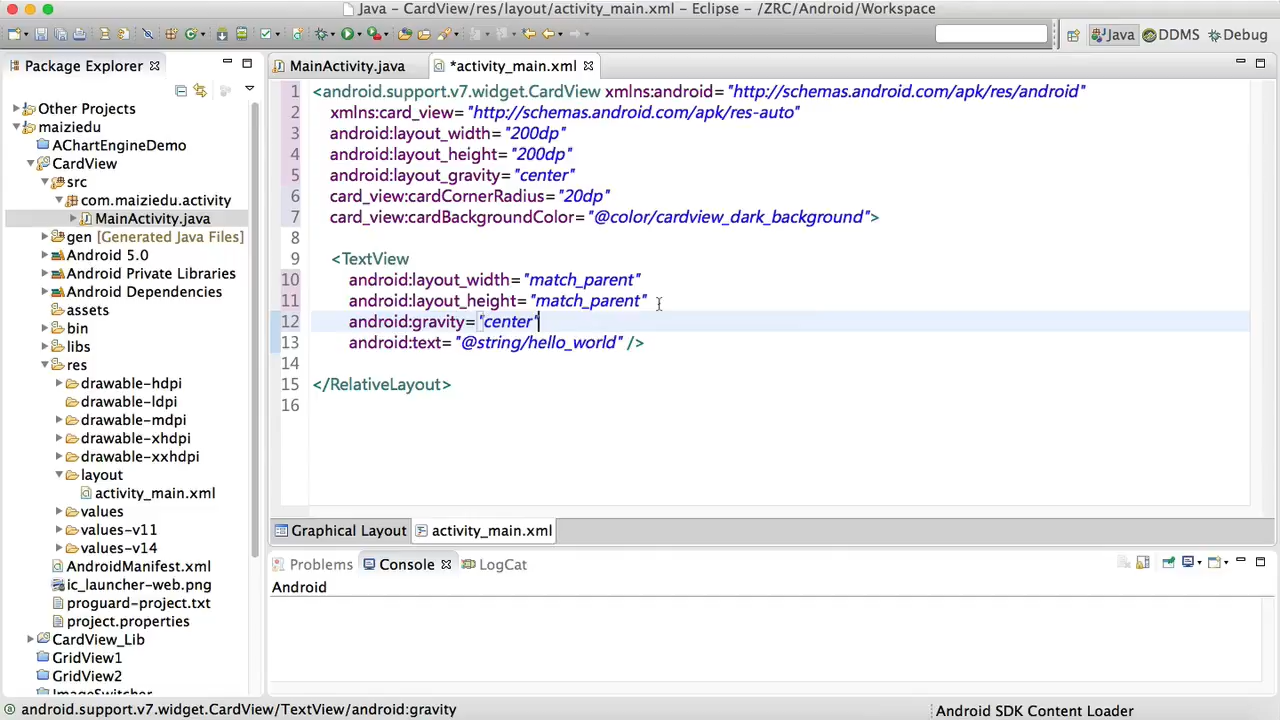 Java - CardView/res/layout/activity_main.xml - Eclipse - /ZRC/Android/Workspace
Java
DDMS
Debug
Package Explorer
Other Projects
maiziedu
AChartEngineDemo
CardView
src
com.maiziedu.activity
MainActivity.java
gen [Generated Java Files]
Android 5.0
Android Private Libraries
Android Dependencies
assets
bin
libs
res
drawable-hdpi
drawable-ldpi
drawable-mdpi
drawable-xhdpi
drawable-xxhdpi
layout
activity_main.xml
values
values-v11
values-v14
AndroidManifest.xml
ic_launcher-web.png
proguard-project.txt
project.properties
CardView_Lib
GridView1
GridView2
ImageSwitcher
MainActivity.java
*activity_main.xml
1 <android.support.v7.widget.CardView xmlns:android="http://schemas.android.com/apk/res/android"
2 xmlns:card_view="http://schemas.android.com/apk/res-auto"
3 android:layout_width="200dp"
4 android:layout_height="200dp"
5 android:layout_gravity="center"
6 card_view:cardCornerRadius="20dp"
7 card_view:cardBackgroundColor="@color/cardview_dark_background">
8
9 <TextView
10 android:layout_width="match_parent"
11 android:layout_height="match_parent"
12 android:gravity="center"
13 android:text="@string/hello_world" />
14
15 </RelativeLayout>
16
Graphical Layout
activity_main.xml
Problems
Console
LogCat
Android
android.support.v7.widget.CardView/TextView/android:gravity
Android SDK Content Loader